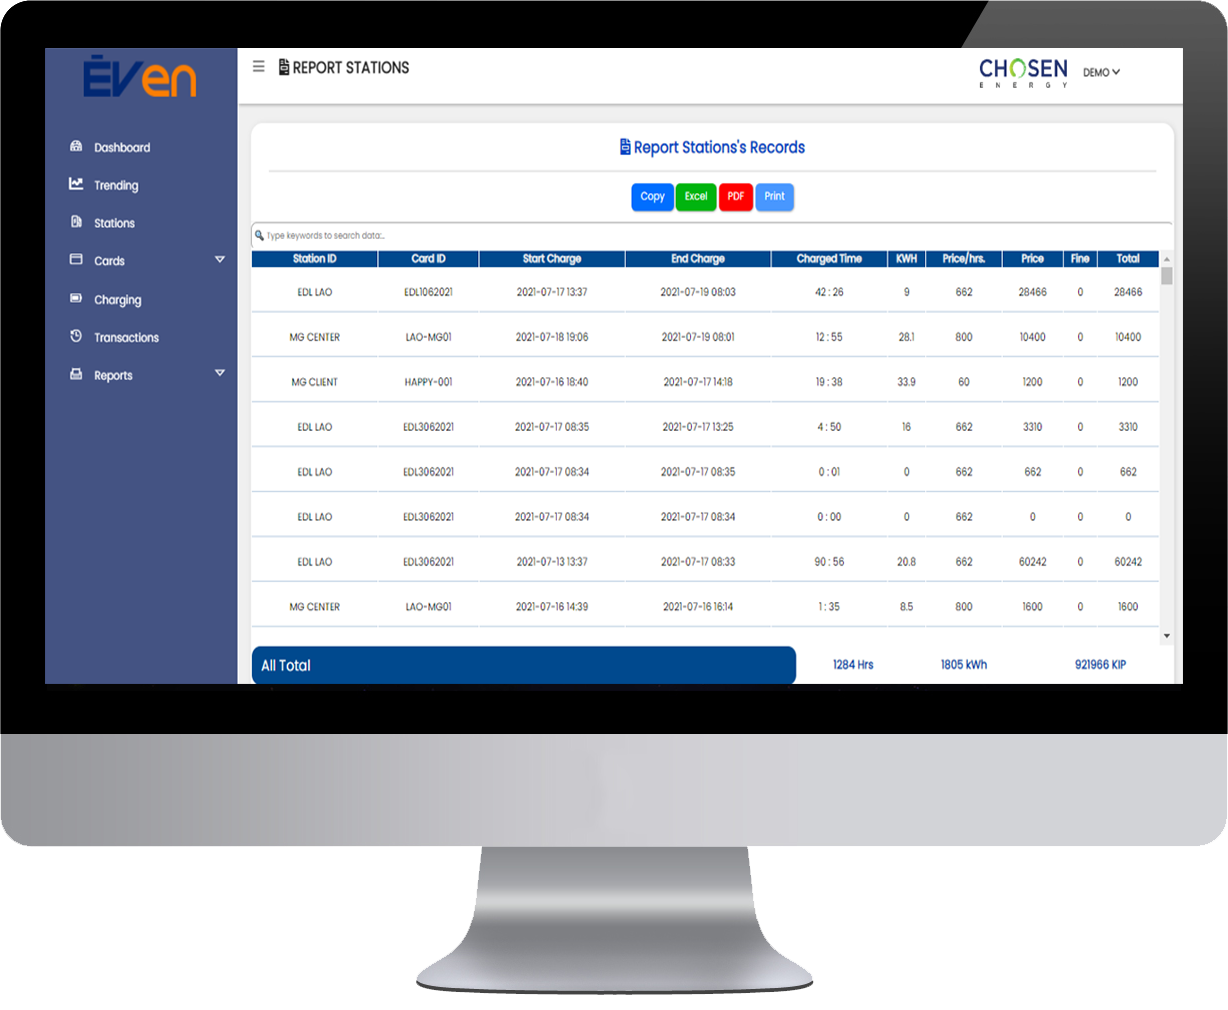 ĒVen
REPORT STATIONS
CHOSEN
ENERGY
DEMO
Dashboard
Trending
Stations
Cards
Charging
Transactions
Reports
Report Stations's Records
Copy Excel PDF Print
Type keywords to search data:..
Station ID Card ID Start Charge End Charge Charged Time KWH Price/hrs. Price Fine Total
EDL LAO EDL1062021 2021-07-17 13:37 2021-07-19 08:03 42 : 26 9 662 28466 0 28466
MG CENTER LAO-MG01 2021-07-18 19:06 2021-07-19 08:01 12 : 55 28.1 800 10400 0 10400
MG CLIENT HAPPY-001 2021-07-16 18:40 2021-07-17 14:18 19 : 38 33.9 60 1200 0 1200
EDL LAO EDL3062021 2021-07-17 08:35 2021-07-17 13:25 4 : 50 16 662 3310 0 3310
EDL LAO EDL3062021 2021-07-17 08:34 2021-07-17 08:35 0 : 01 0 662 662 0 662
EDL LAO EDL3062021 2021-07-17 08:34 2021-07-17 08:34 0 : 00 0 662 0 0 0
EDL LAO EDL3062021 2021-07-13 13:37 2021-07-17 08:33 90 : 56 20.8 662 60242 0 60242
MG CENTER LAO-MG01 2021-07-16 14:39 2021-07-16 16:14 1 : 35 8.5 800 1600 0 1600
All Total 1284 Hrs 1805 kWh 921966 KIP